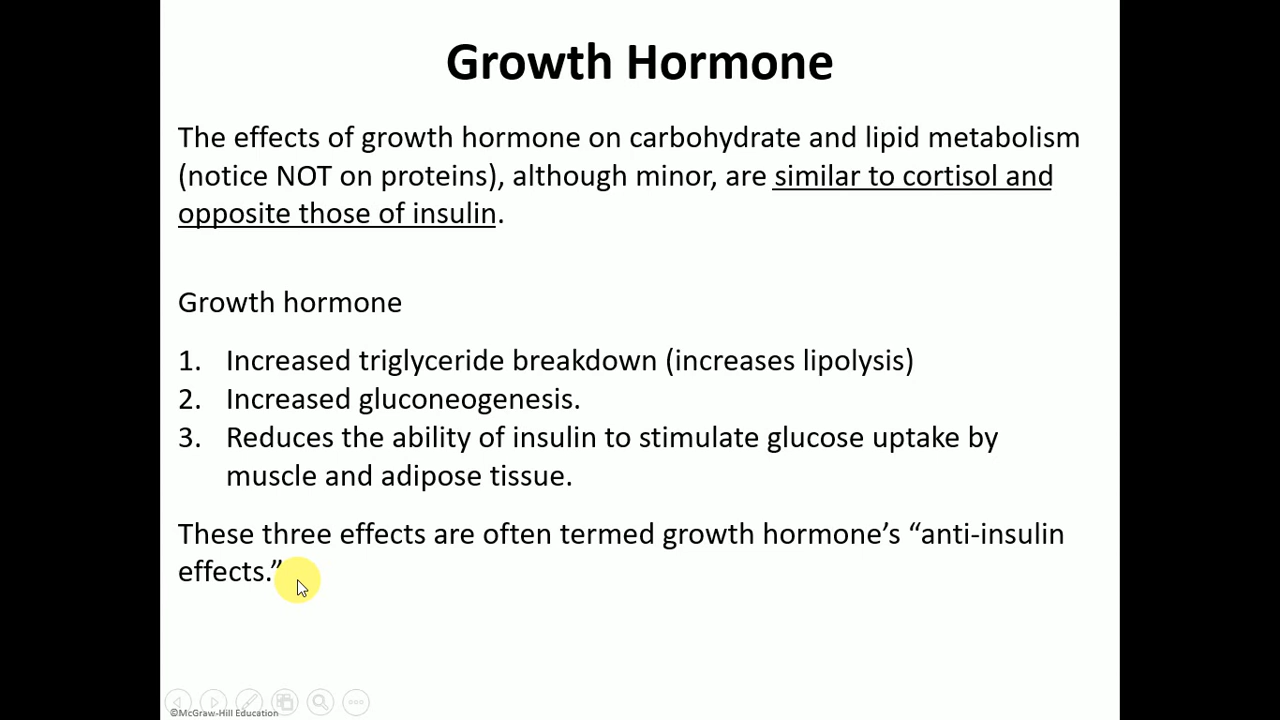 Growth Hormone
The effects of growth hormone on carbohydrate and lipid metabolism
(notice NOT on proteins), although minor, are similar to cortisol and
opposite those of insulin.
Growth hormone
1. Increased triglyceride breakdown (increases lipolysis)
2. Increased gluconeogenesis.
3. Reduces the ability of insulin to stimulate glucose uptake by
muscle and adipose tissue.
These three effects are often termed growth hormone’s “anti-insulin
effects.”
©McGraw-Hill Education